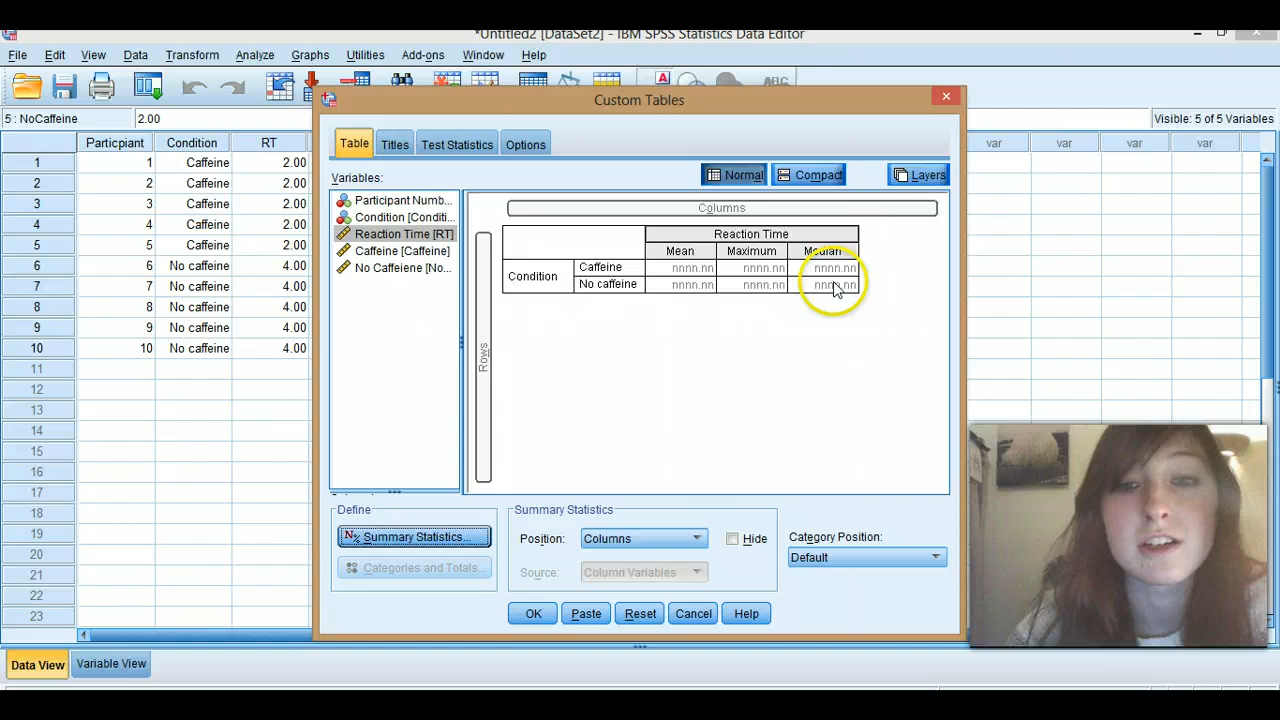 *Untitled2 [DataSet2] - IBM SPSS Statistics Data Editor
File Edit View Data Transform Analyze Graphs Utilities Add-ons Window Help
Custom Tables
5 : NoCaffeine 2.00
Visible: 5 of 5 Variables
Particpiant Condition RT
var var var var
1 Caffeine 2.00
2 Caffeine 2.00
3 Caffeine 2.00
4 Caffeine 2.00
5 Caffeine 2.00
6 No caffeine 4.00
7 No caffeine 4.00
8 No caffeine 4.00
9 No caffeine 4.00
10 No caffeine 4.00
1
2
3
4
5
6
7
8
9
10
11
12
13
14
15
16
17
18
19
20
21
22
23
Table Titles Test Statistics Options
Variables:
Normal Compact Layers
Participant Numb...
Condition [Conditi...
Reaction Time [RT]
Caffeine [Caffeine]
No Caffeiene [No...
Columns
Rows
Reaction Time
Mean Maximum Median
Condition Caffeine nnnn.nn nnnn.nn nnnn.nn
No caffeine nnnn.nn nnnn.nn nnnn.nn
Define
N% Summary Statistics...
Categories and Totals...
Summary Statistics
Position: Columns Hide
Source: Column Variables
Category Position:
Default
OK Paste Reset Cancel Help
Data View Variable View